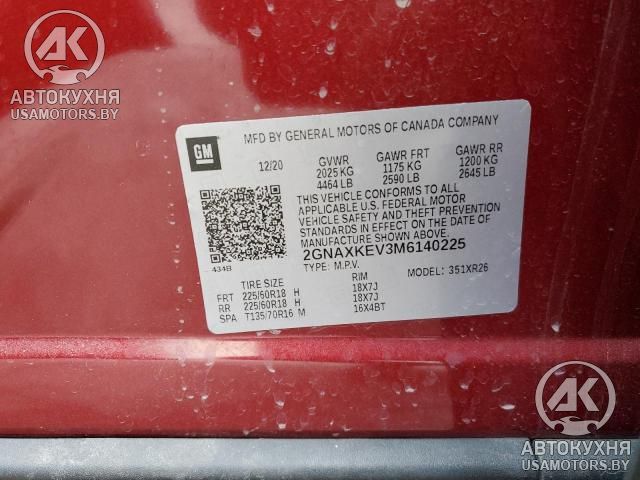 AK
АВТОКУХНЯ
USAMOTORS.BY
GM
MFD BY GENERAL MOTORS OF CANADA COMPANY
12/20 GVWR GAWR FRT GAWR RR
2025 KG 1175 KG 1200 KG
4464 LB 2590 LB 2645 LB
THIS VEHICLE CONFORMS TO ALL
APPLICABLE U.S. FEDERAL MOTOR
VEHICLE SAFETY AND THEFT PREVENTION
STANDARDS IN EFFECT ON THE DATE OF
MANUFACTURE SHOWN ABOVE.
434B
2GNAXKEV3M6140225
TYPE: M.P.V. MODEL: 351XR26
TIRE SIZE RIM
FRT 225/60R18 H 18X7J
RR 225/60R18 H 18X7J
SPA T135/70R16 M 16X4BT
AK
АВТОКУХНЯ
USAMOTORS.BY